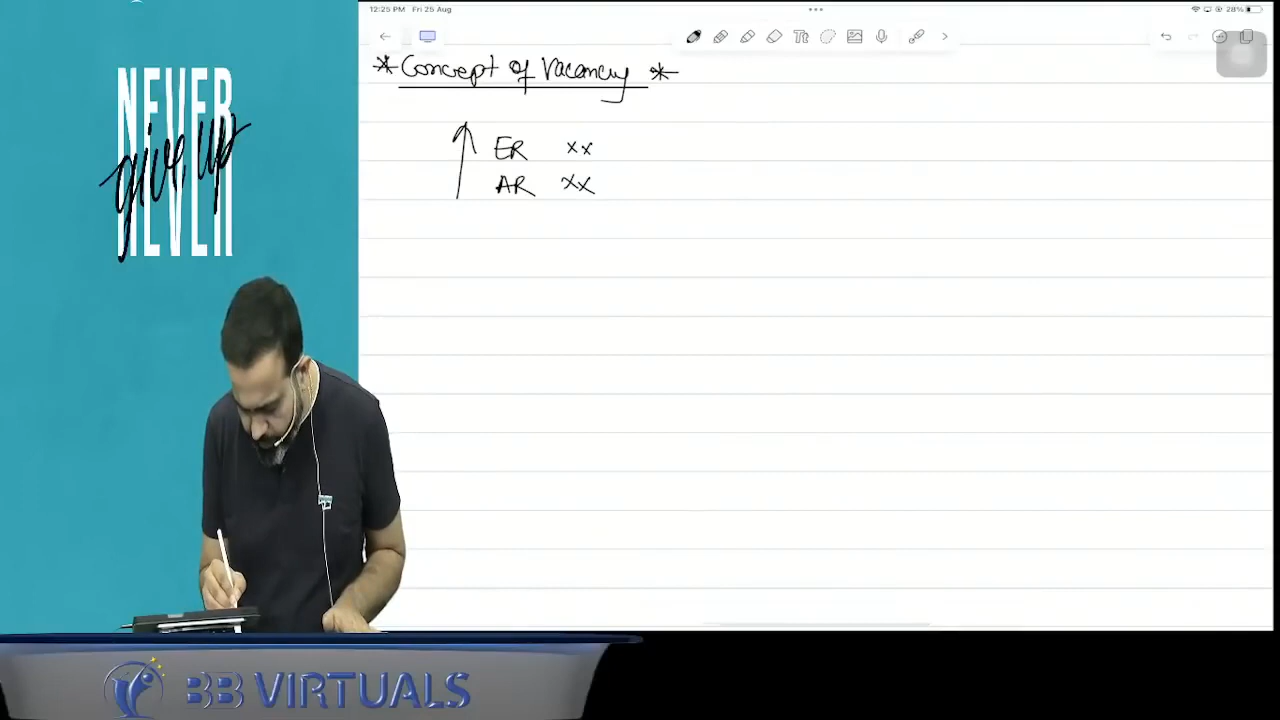 12:25 PM Fri 25 Aug
28%
* Concept of Vacancy *
ER xx
AR xx
NEVER
give up
NEVER
BB VIRTUALS